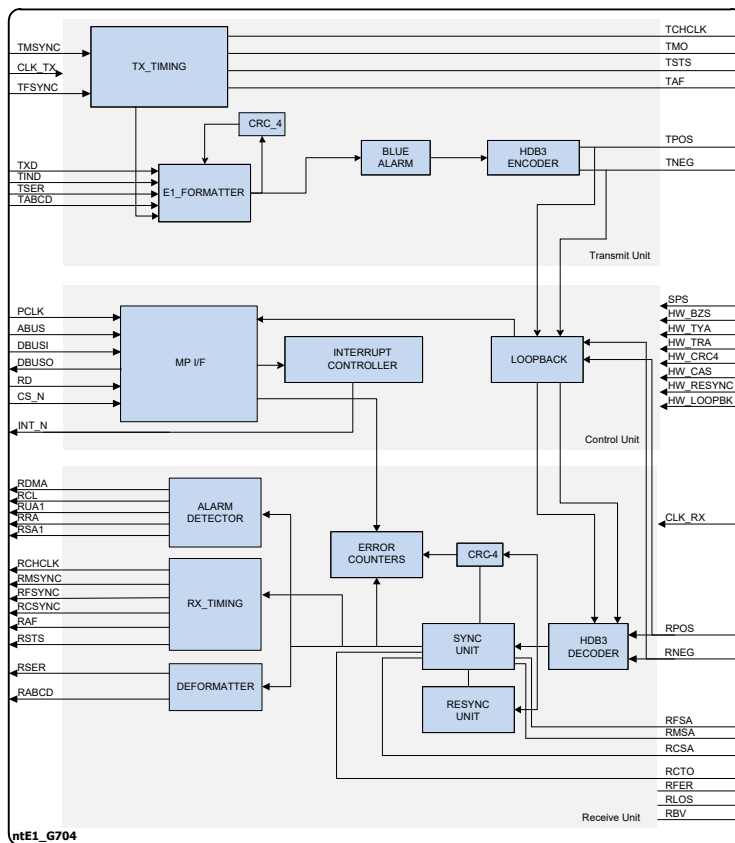 TMSYNC
CLK_TX
TFSYNC
TX_TIMING
TCHCLK
TMO
TSTS
TAF
CRC_4
TXD
TIND
TSER
TABCD
E1_FORMATTER
BLUE
ALARM
HDB3
ENCODER
TPOS
TNEG
Transmit Unit
PCLK
ABUS
DBUSI
DBUSO
RD
CS_N
INT_N
MP I/F
INTERRUPT
CONTROLLER
LOOPBACK
SPS
HW_BZS
HW_TYA
HW_TRA
HW_CRC4
HW_CAS
HW_RESYNC
HW_LOOPBK
Control Unit
RDMA
RCL
RUA1
RRA
RSA1
ALARM
DETECTOR
ERROR
COUNTERS
CRC-4
CLK_RX
RCHCLK
RMSYNC
RFSYNC
RCSYNC
RAF
RSTS
RX_TIMING
SYNC
UNIT
HDB3
DECODER
RPOS
RNEG
RSER
RABCD
DEFORMATTER
RESYNC
UNIT
RFSA
RMSA
RCSA
RCTO
RFER
RLOS
RBV
Receive Unit
ntE1_G704